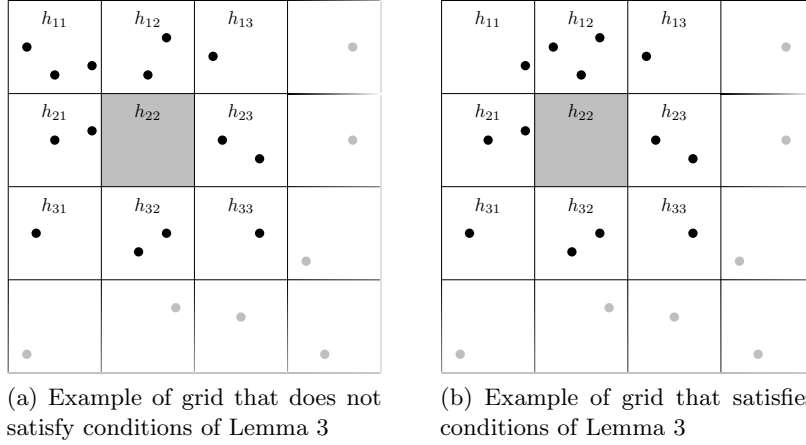 h₁₁ h₁₂ h₁₃ h₁₁ h₁₂ h₁₃
h₂₁ h₂₂ h₂₃ h₂₁ h₂₂ h₂₃
h₃₁ h₃₂ h₃₃ h₃₁ h₃₂ h₃₃
(a) Example of grid that does not
satisfy conditions of Lemma 3
(b) Example of grid that satisfies
conditions of Lemma 3